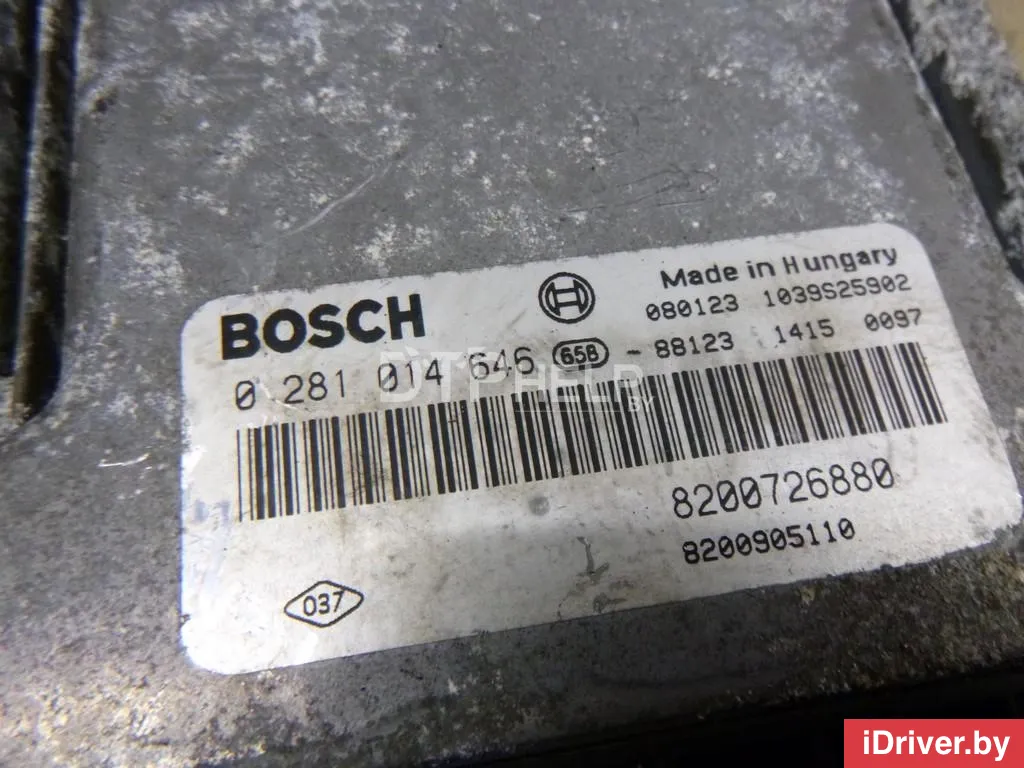 BOSCH
Made in Hungary
080123 1039S25902
0 281 014 646 65B - 88123 1415 0097
DTPHELP
.BY
8200726880
8200905110
037
iDriver.by